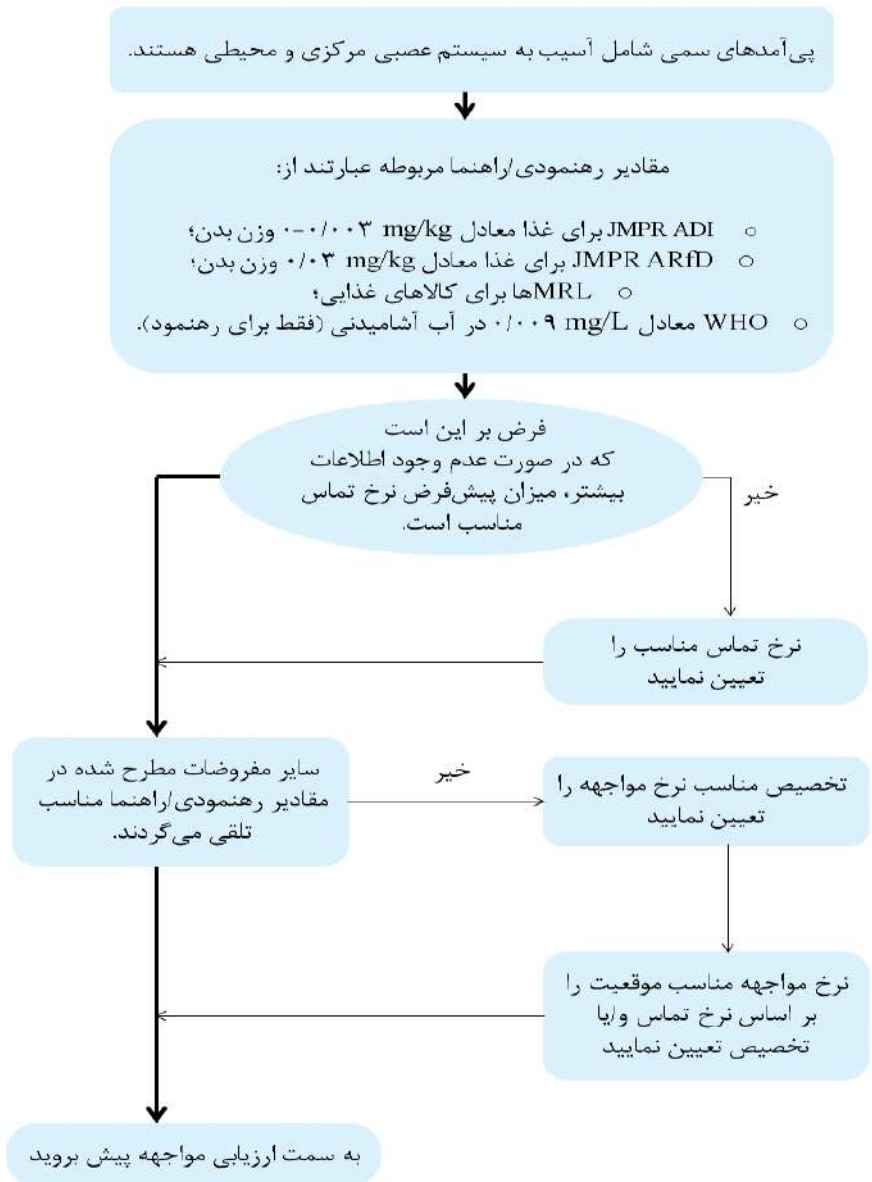 پی‌آمدهای سمی شامل آسیب به سیستم عصبی مرکزی و محیطی هستند.
مقادیر رهنمودی/راهنما مربوطه عبارتند از:
○ JMPR ADI برای غذا معادل ۰-۰/۰۰۳ mg/kg وزن بدن؛
○ JMPR ARfD برای غذا معادل ۰/۰۳ mg/kg وزن بدن؛
○ MRLها برای کالاهای غذایی؛
○ WHO معادل ۰/۰۰۹ mg/L در آب آشامیدنی (فقط برای رهنمود).
فرض بر این است
که در صورت عدم وجود اطلاعات
بیشتر، میزان پیش‌فرض نرخ تماس
مناسب است.
خیر
نرخ تماس مناسب را
تعیین نمایید
سایر مفروضات مطرح شده در
مقادیر رهنمودی/راهنما مناسب
تلقی می‌گردند.
خیر
تخصیص مناسب نرخ مواجهه را
تعیین نمایید
نرخ مواجهه مناسب موقعیت را
بر اساس نرخ تماس و/یا
تخصیص تعیین نمایید
به سمت ارزیابی مواجهه پیش بروید